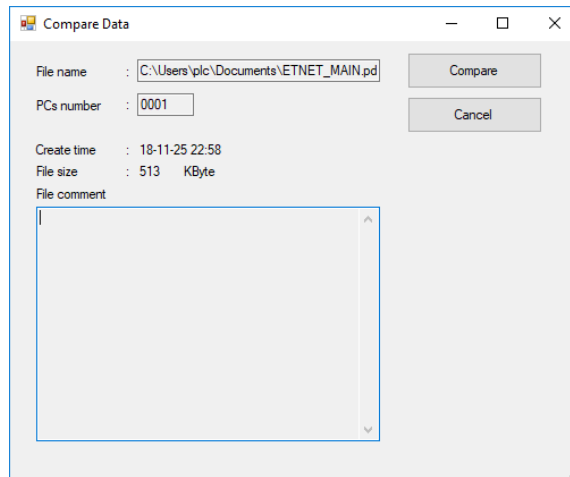 Compare Data
File name : C:\Users\plc\Documents\ETNET_MAIN.pd
Compare
PCs number : 0001
Cancel
Create time : 18-11-25 22:58
File size : 513 KByte
File comment